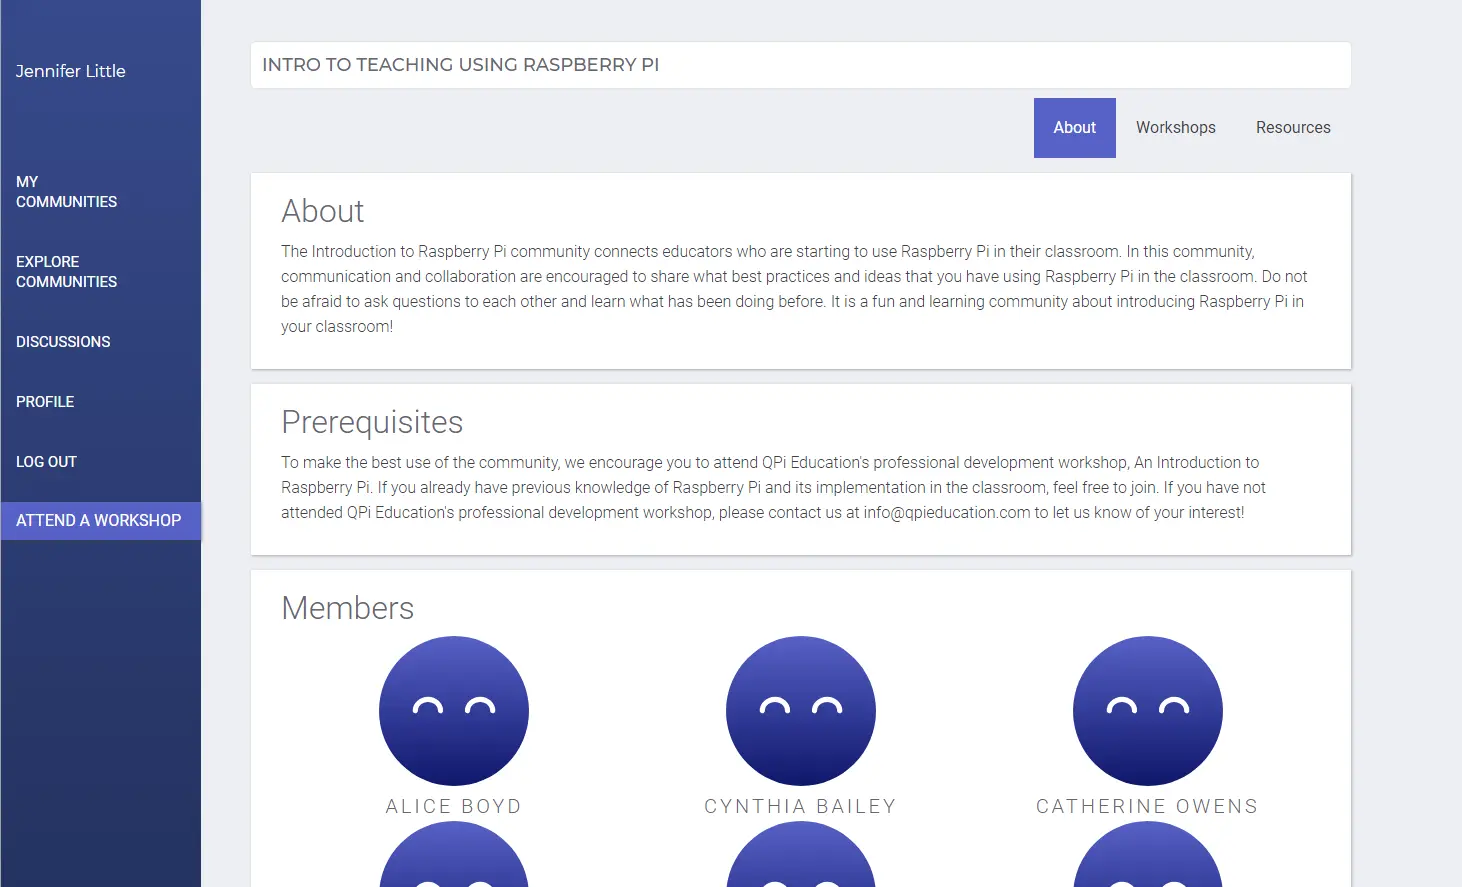 Jennifer Little
MY
COMMUNITIES
EXPLORE
COMMUNITIES
DISCUSSIONS
PROFILE
LOG OUT
ATTEND A WORKSHOP
INTRO TO TEACHING USING RASPBERRY PI
About Workshops Resources
About
The Introduction to Raspberry Pi community connects educators who are starting to use Raspberry Pi in their classroom. In this community,
communication and collaboration are encouraged to share what best practices and ideas that you have using Raspberry Pi in the classroom. Do not
be afraid to ask questions to each other and learn what has been doing before. It is a fun and learning community about introducing Raspberry Pi in
your classroom!
Prerequisites
To make the best use of the community, we encourage you to attend QPi Education's professional development workshop, An Introduction to
Raspberry Pi. If you already have previous knowledge of Raspberry Pi and its implementation in the classroom, feel free to join. If you have not
attended QPi Education's professional development workshop, please contact us at info@qpieducation.com to let us know of your interest!
Members
ALICE BOYD CYNTHIA BAILEY CATHERINE OWENS